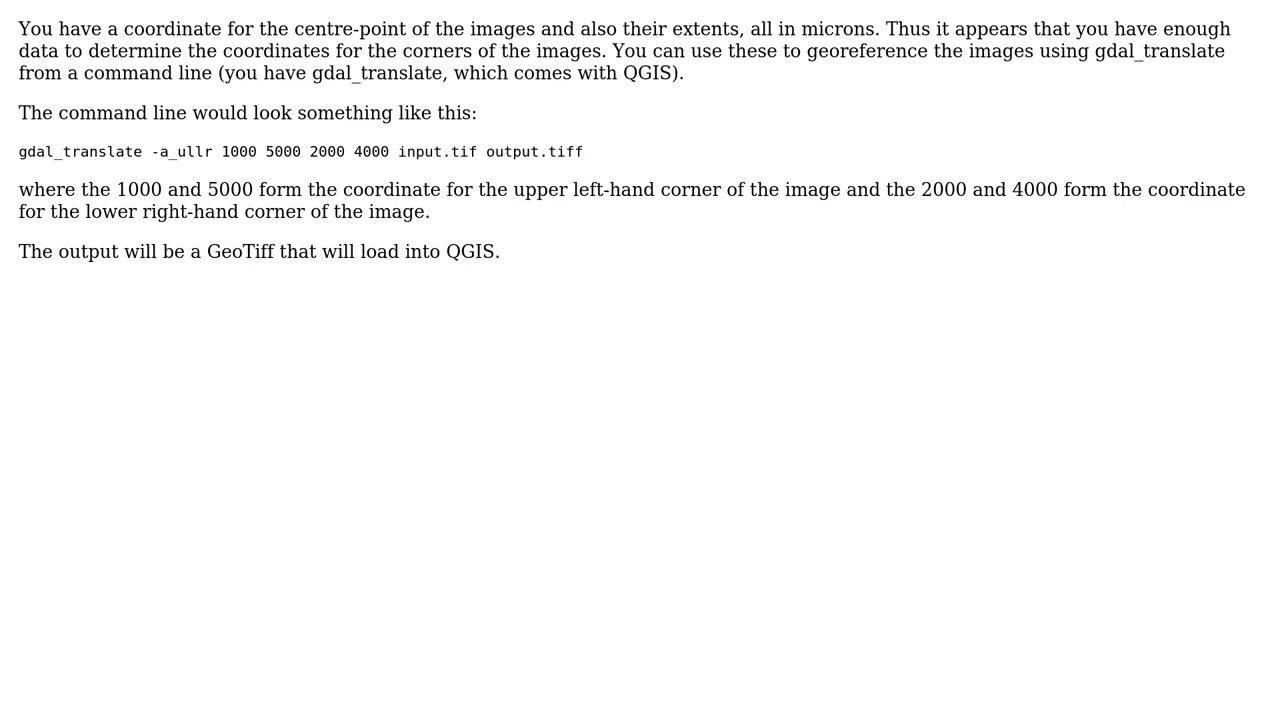 You have a coordinate for the centre-point of the images and also their extents, all in microns. Thus it appears that you have enough
data to determine the coordinates for the corners of the images. You can use these to georeference the images using gdal_translate
from a command line (you have gdal_translate, which comes with QGIS).
The command line would look something like this:
gdal_translate -a_ullr 1000 5000 2000 4000 input.tif output.tiff
where the 1000 and 5000 form the coordinate for the upper left-hand corner of the image and the 2000 and 4000 form the coordinate
for the lower right-hand corner of the image.
The output will be a GeoTiff that will load into QGIS.